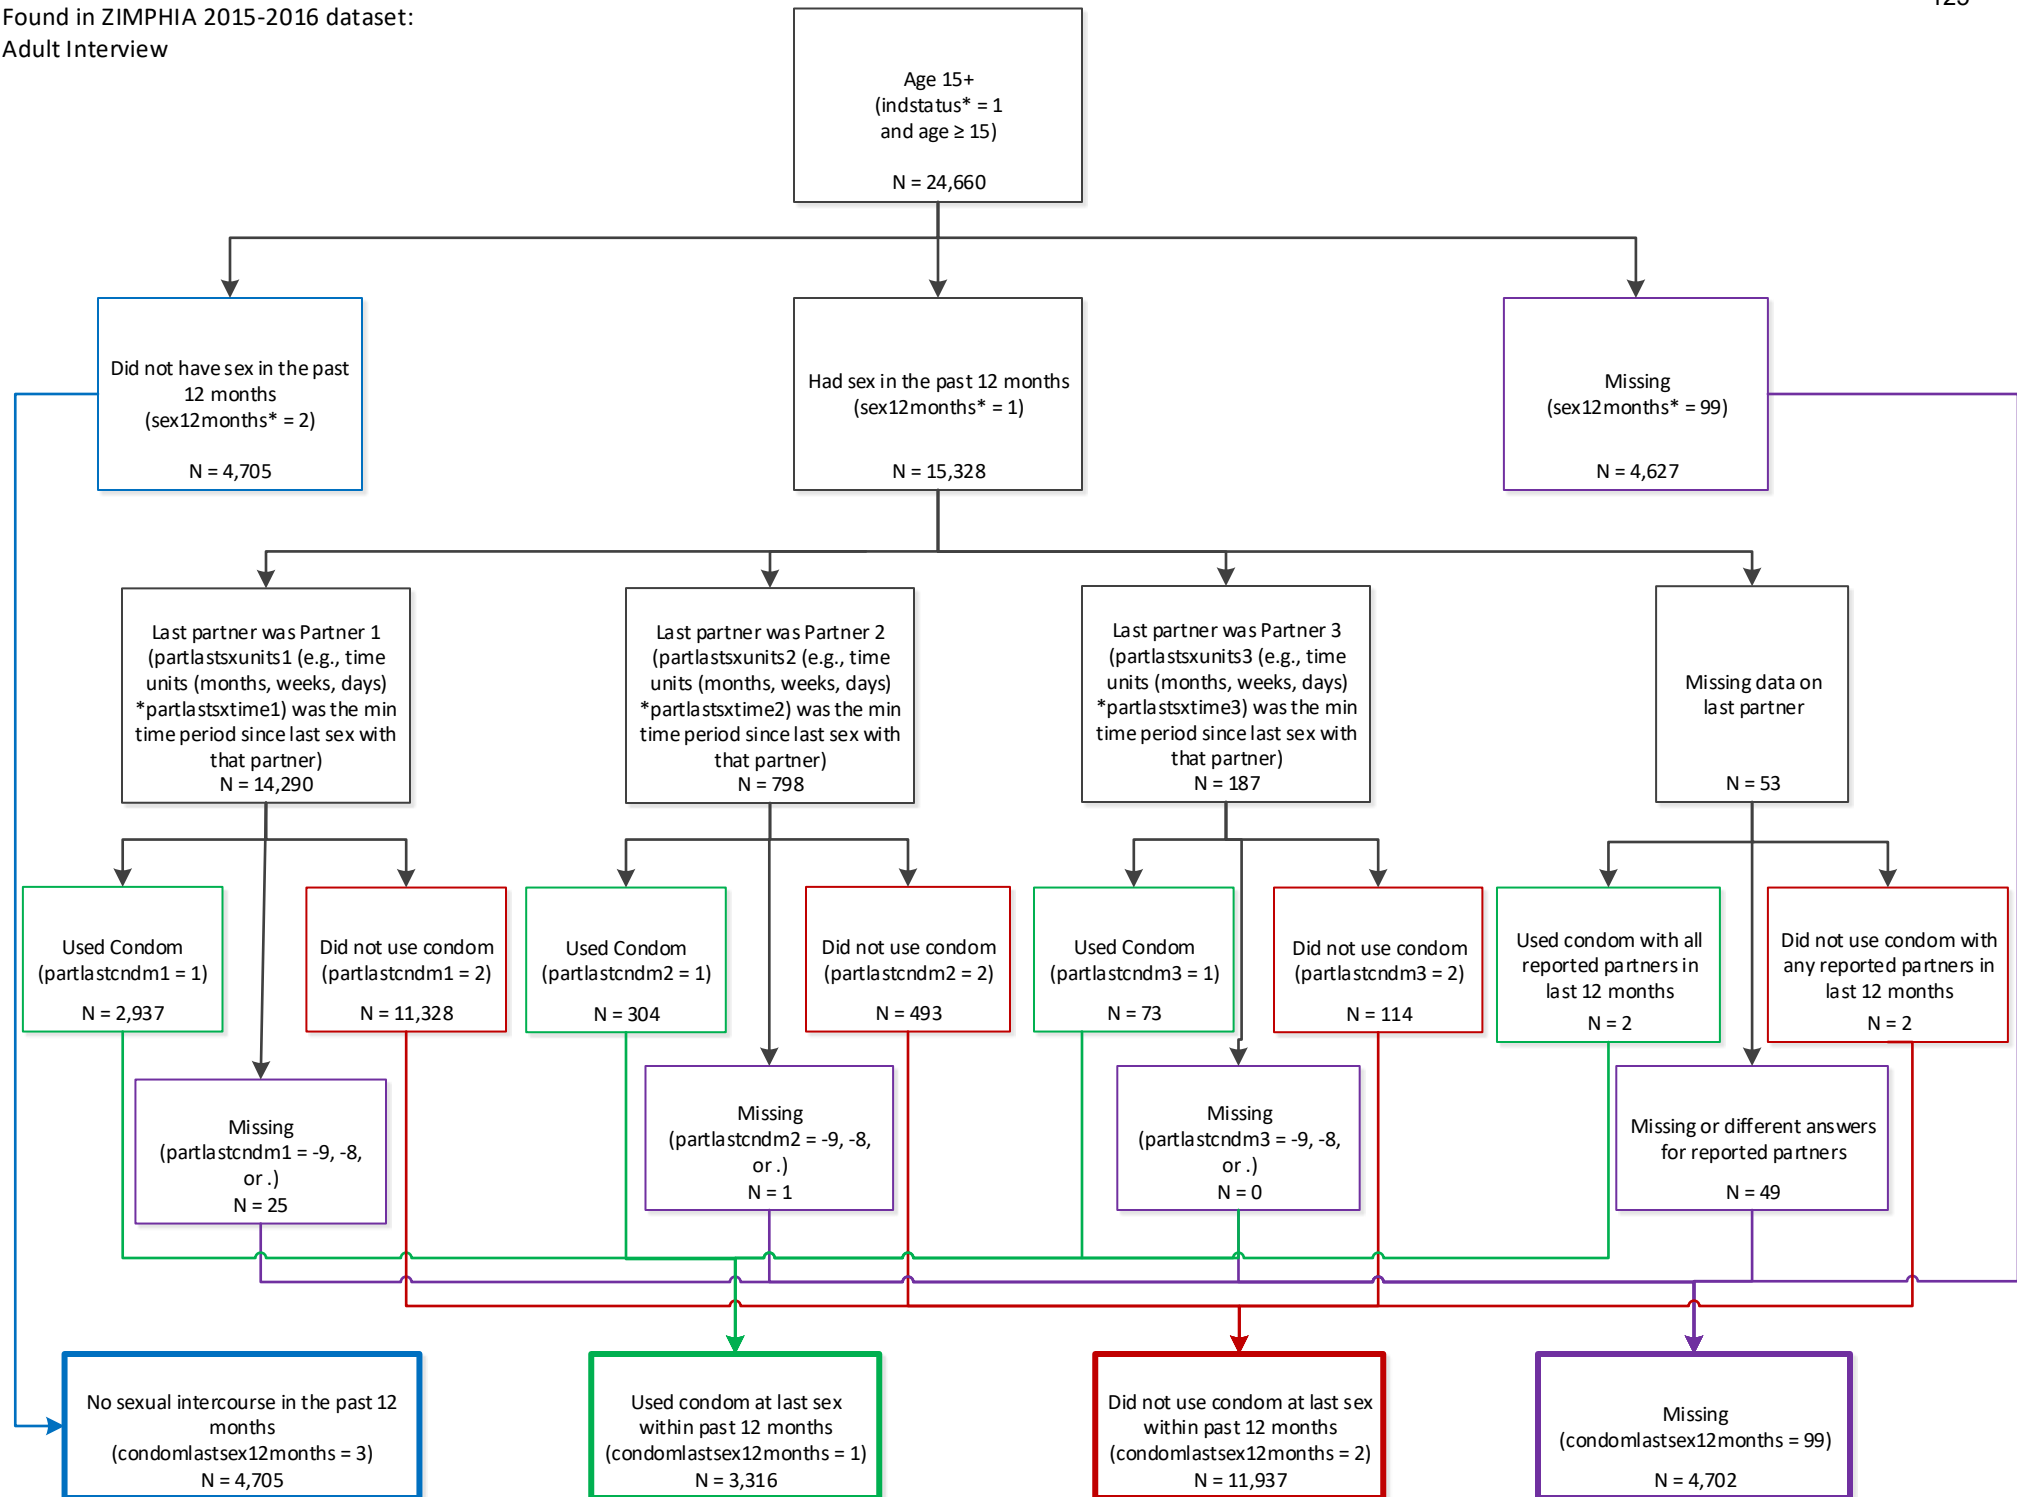 Found in ZIMPHIA 2015-2016 dataset:
Adult Interview
Age 15+
(indstatus* = 1
and age ≥ 15)
N = 24,660
Did not have sex in the past
12 months
(sex12months* = 2)
N = 4,705
Had sex in the past 12 months
(sex12months* = 1)
N = 15,328
Missing
(sex12months* = 99)
N = 4,627
Last partner was Partner 1
(partlastsxunits1 (e.g., time
units (months, weeks, days)
*partlastsxtime1) was the min
time period since last sex with
that partner)
N = 14,290
Last partner was Partner 2
(partlastsxunits2 (e.g., time
units (months, weeks, days)
*partlastsxtime2) was the min
time period since last sex with
that partner)
N = 798
Last partner was Partner 3
(partlastsxunits3 (e.g., time
units (months, weeks, days)
*partlastsxtime3) was the min
time period since last sex with
that partner)
N = 187
Missing data on
last partner
N = 53
Used Condom
(partlastcndm1 = 1)
N = 2,937
Did not use condom
(partlastcndm1 = 2)
N = 11,328
Used Condom
(partlastcndm2 = 1)
N = 304
Did not use condom
(partlastcndm2 = 2)
N = 493
Used Condom
(partlastcndm3 = 1)
N = 73
Did not use condom
(partlastcndm3 = 2)
N = 114
Used condom with all
reported partners in
last 12 months
N = 2
Did not use condom with
any reported partners in
last 12 months
N = 2
Missing
(partlastcndm1 = -9, -8,
or .)
N = 25
Missing
(partlastcndm2 = -9, -8,
or .)
N = 1
Missing
(partlastcndm3 = -9, -8,
or .)
N = 0
Missing or different answers
for reported partners
N = 49
No sexual intercourse in the past 12
months
(condomlastsex12months = 3)
N = 4,705
Used condom at last sex
within past 12 months
(condomlastsex12months = 1)
N = 3,316
Did not use condom at last sex
within past 12 months
(condomlastsex12months = 2)
N = 11,937
Missing
(condomlastsex12months = 99)
N = 4,702